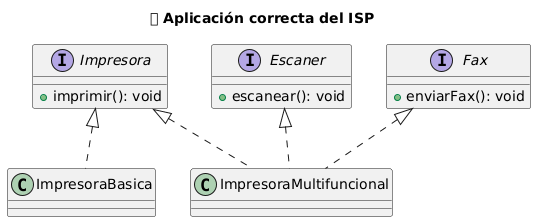 Aplicación correcta del ISP
I Impresora
imprimir(): void
I Escaner
escanear(): void
I Fax
enviarFax(): void
C ImpresoraBasica
C ImpresoraMultifuncional